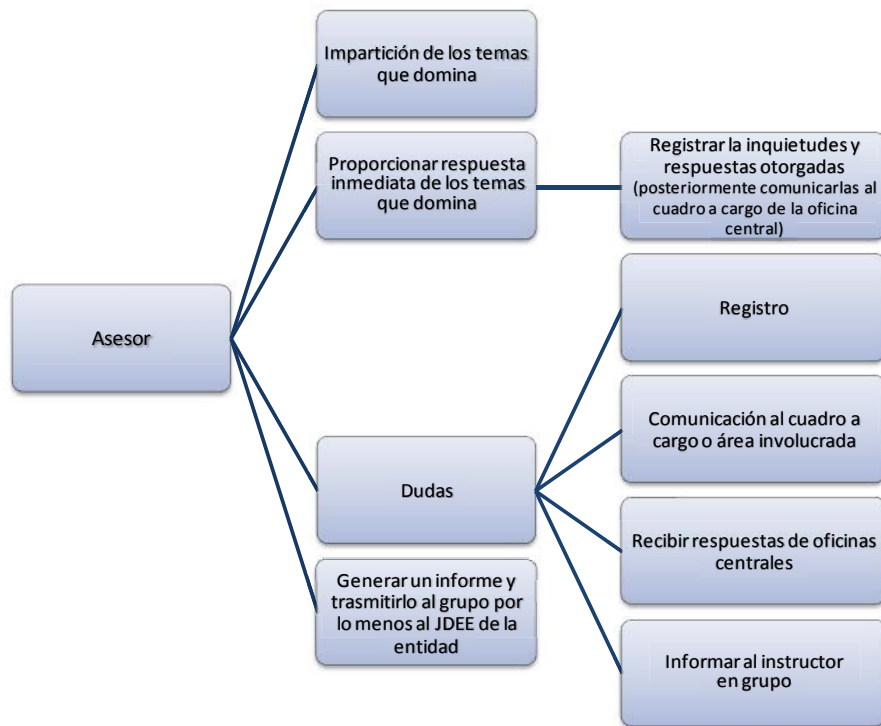 Impartición de los temas
que domina
Proporcionar respuesta
inmediata de los temas
que domina
Registrar la inquietudes y
respuestas otorgadas
(posteriormente comunicarlas al
cuadro a cargo de la oficina
central)
Asesor
Registro
Comunicación al cuadro a
cargo o área involucrada
Dudas
Recibir respuestas de oficinas
centrales
Generar un informe y
trasmitirlo al grupo por
lo menos al JDEE de la
entidad
Informar al instructor
en grupo